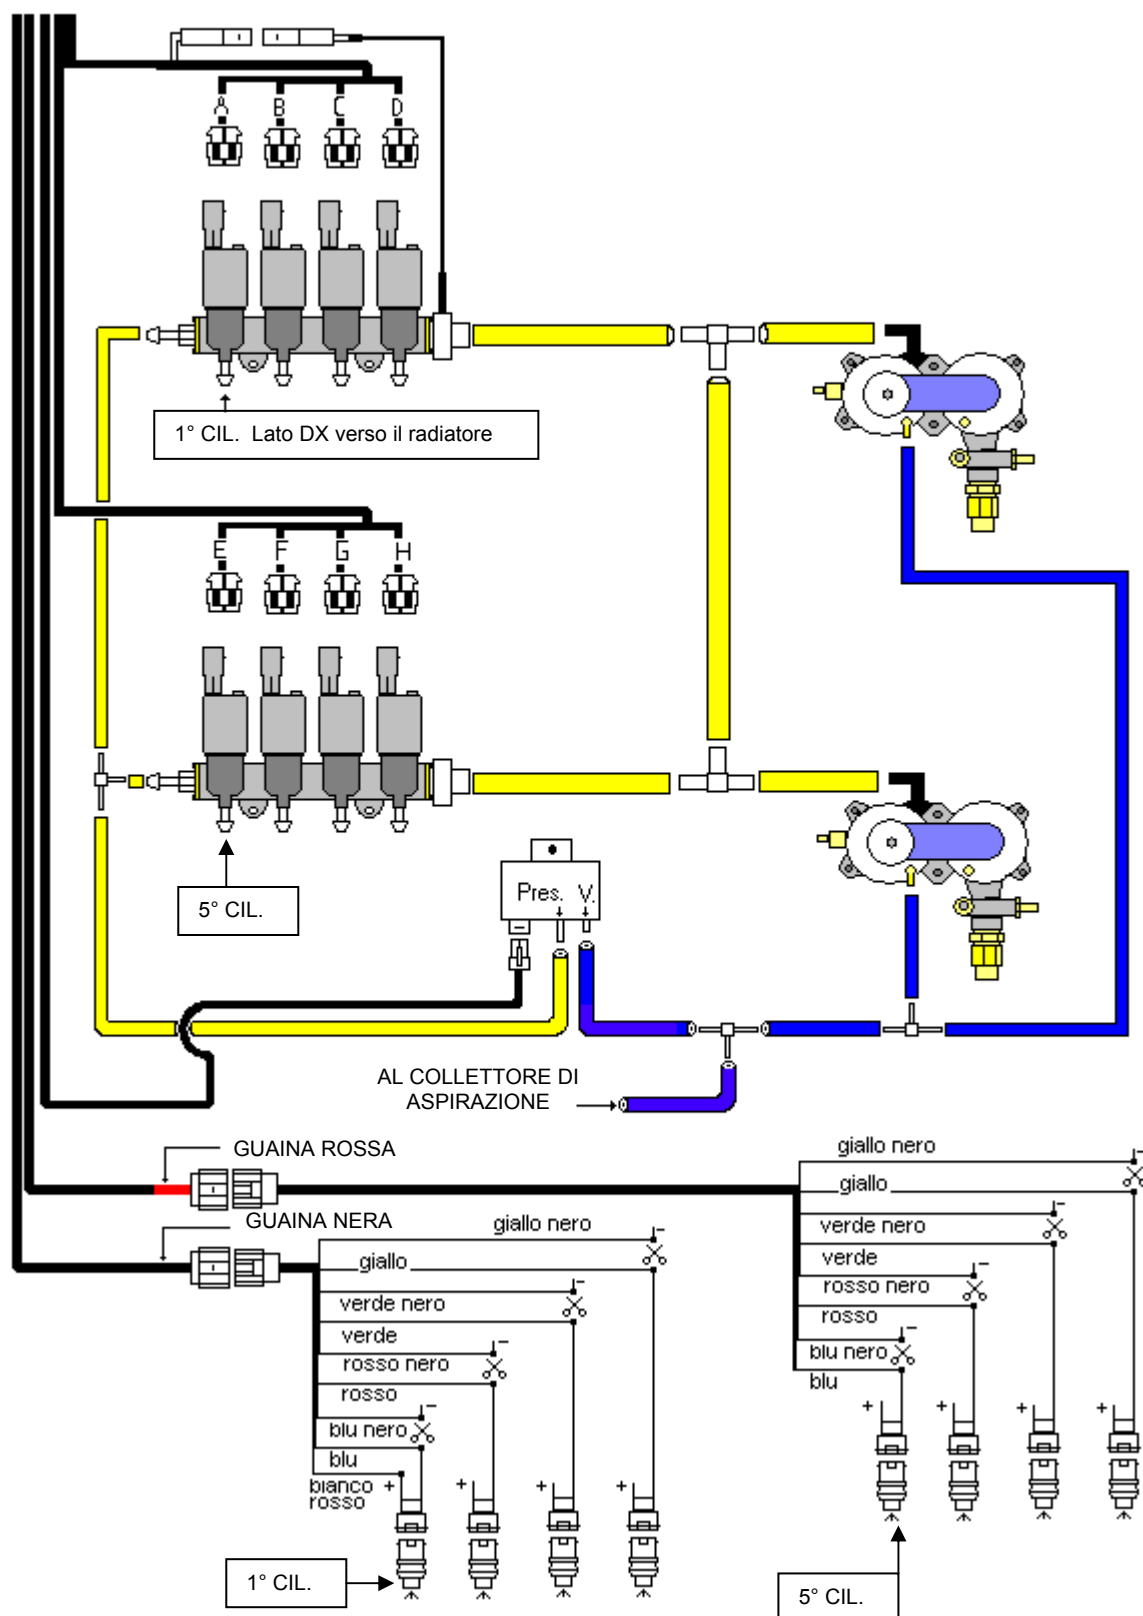 A B C D
1° CIL. Lato DX verso il radiatore
E F G H
5° CIL.
Pres. V.
AL COLLETTORE DI
ASPIRAZIONE
GUAINA ROSSA
giallo nero
giallo
verde nero
verde
rosso nero
rosso
blu nero
blu
+ + + +
5° CIL.
GUAINA NERA
giallo nero
giallo
verde nero
verde
rosso nero
rosso
blu nero
blu
bianco
rosso
+ + + +
1° CIL.